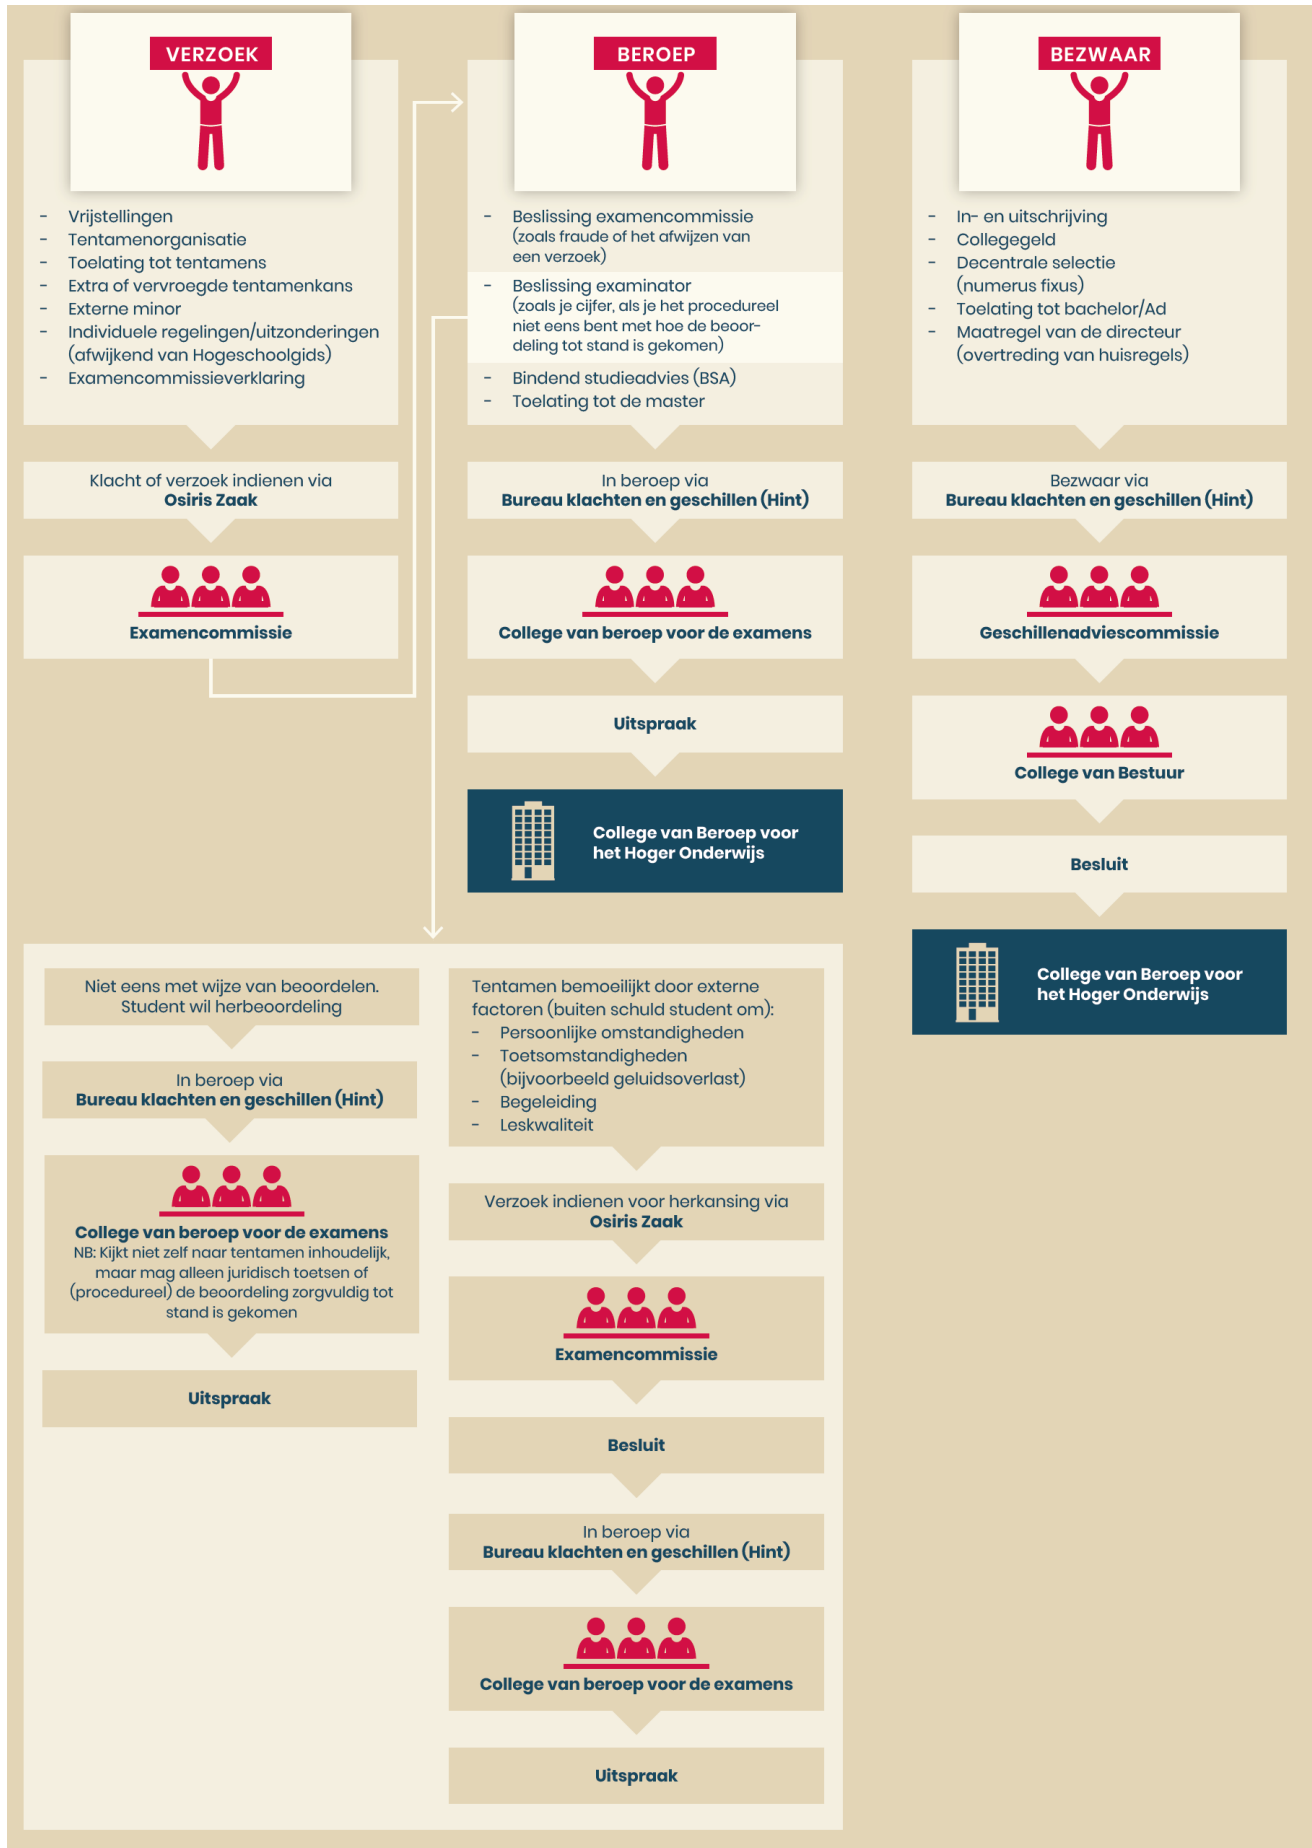 VERZOEK
- Vrijstellingen
- Tentamenorganisatie
- Toelating tot tentamens
- Extra of vervroegde tentamenkans
- Externe minor
- Individuele regelingen/uitzonderingen
(afwijkend van Hogeschoolgids)
- Examencommissieverklaring
Klacht of verzoek indienen via
Osiris Zaak
Examencommissie
BEROEP
- Beslissing examencommissie
(zoals fraude of het afwijzen van
een verzoek)
- Beslissing examinator
(zoals je cijfer, als je het procedureel
niet eens bent met hoe de beoor-
deling tot stand is gekomen)
- Bindend studieadvies (BSA)
- Toelating tot de master
In beroep via
Bureau klachten en geschillen (Hint)
College van beroep voor de examens
Uitspraak
College van Beroep voor
het Hoger Onderwijs
BEZWAAR
- In- en uitschrijving
- Collegegeld
- Decentrale selectie
(numerus fixus)
- Toelating tot bachelor/Ad
- Maatregel van de directeur
(overtreding van huisregels)
Bezwaar via
Bureau klachten en geschillen (Hint)
Geschillenadviescommissie
College van Bestuur
Besluit
College van Beroep voor
het Hoger Onderwijs
Niet eens met wijze van beoordelen.
Student wil herbeoordeling
In beroep via
Bureau klachten en geschillen (Hint)
College van beroep voor de examens
NB: Kijkt niet zelf naar tentamen inhoudelijk,
maar mag alleen juridisch toetsen of
(procedureel) de beoordeling zorgvuldig tot
stand is gekomen
Uitspraak
Tentamen bemoeilijkt door externe
factoren (buiten schuld student om):
- Persoonlijke omstandigheden
- Toetsomstandigheden
(bijvoorbeeld geluidsoverlast)
- Begeleiding
- Leskwaliteit
Verzoek indienen voor herkansing via
Osiris Zaak
Examencommissie
Besluit
In beroep via
Bureau klachten en geschillen (Hint)
College van beroep voor de examens
Uitspraak